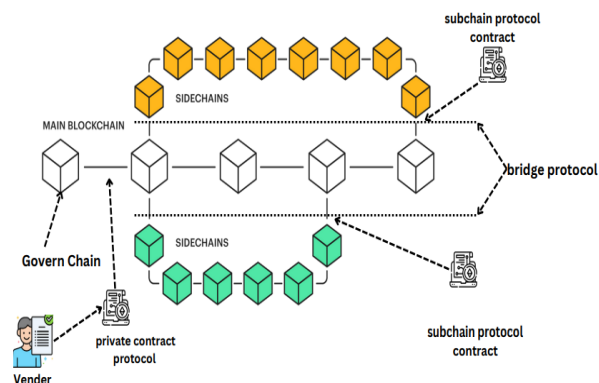 subchain protocol
contract
SIDECHAINS
MAIN BLOCKCHAIN
bridge protocol
SIDECHAINS
Govern Chain
subchain protocol
contract
private contract
protocol
Vender